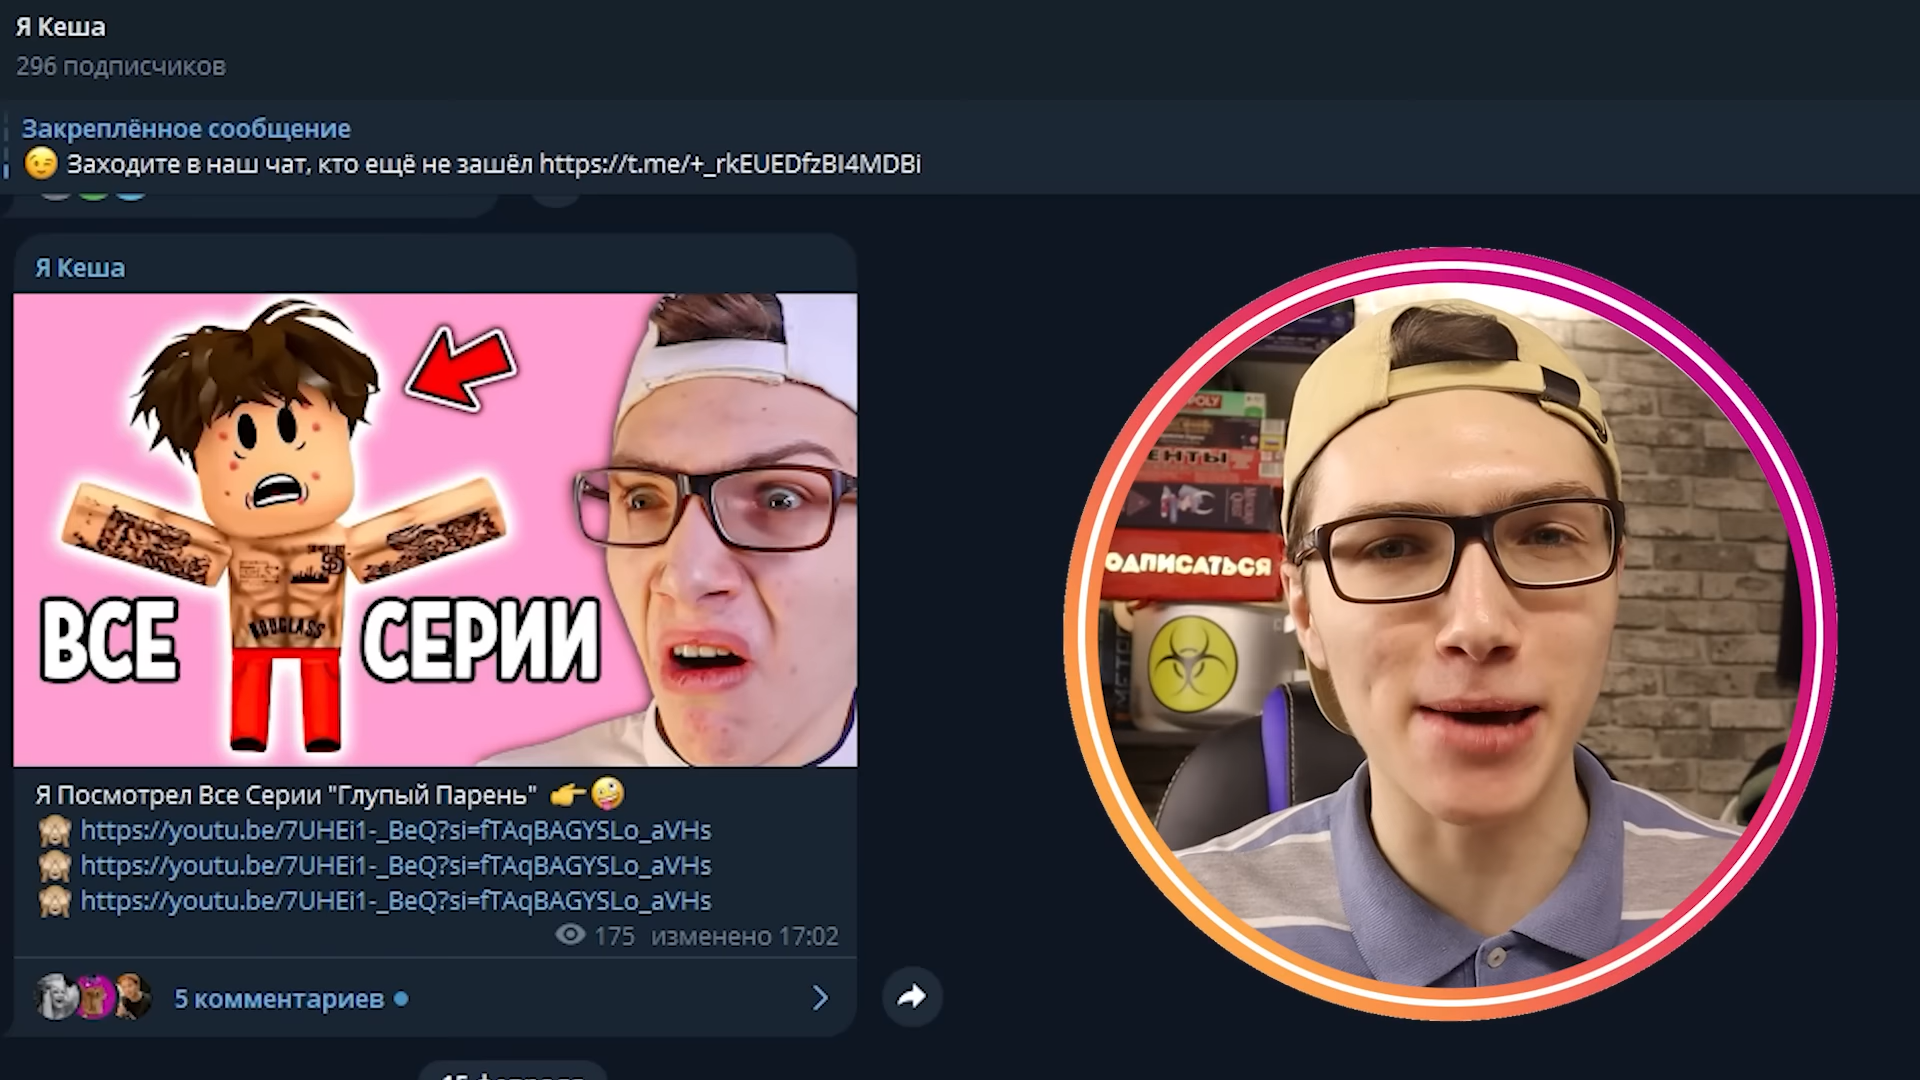 Я Кеша
296 подписчиков
Закреплённое сообщение
😉 Заходите в наш чат, кто ещё не зашёл https://t.me/+_rkEUEDfzBI4MDBi
Я Кеша
ВСЕ СЕРИИ
Я Посмотрел Все Серии "Глупый Парень" 👉🤪
🙈 https://youtu.be/7UHEi1-_BeQ?si=fTAqBAGYSLo_aVHs
🙈 https://youtu.be/7UHEi1-_BeQ?si=fTAqBAGYSLo_aVHs
🙈 https://youtu.be/7UHEi1-_BeQ?si=fTAqBAGYSLo_aVHs
175 изменено 17:02
5 комментариев
POLY
ЕНТЫ
ОДПИСАТЬСЯ